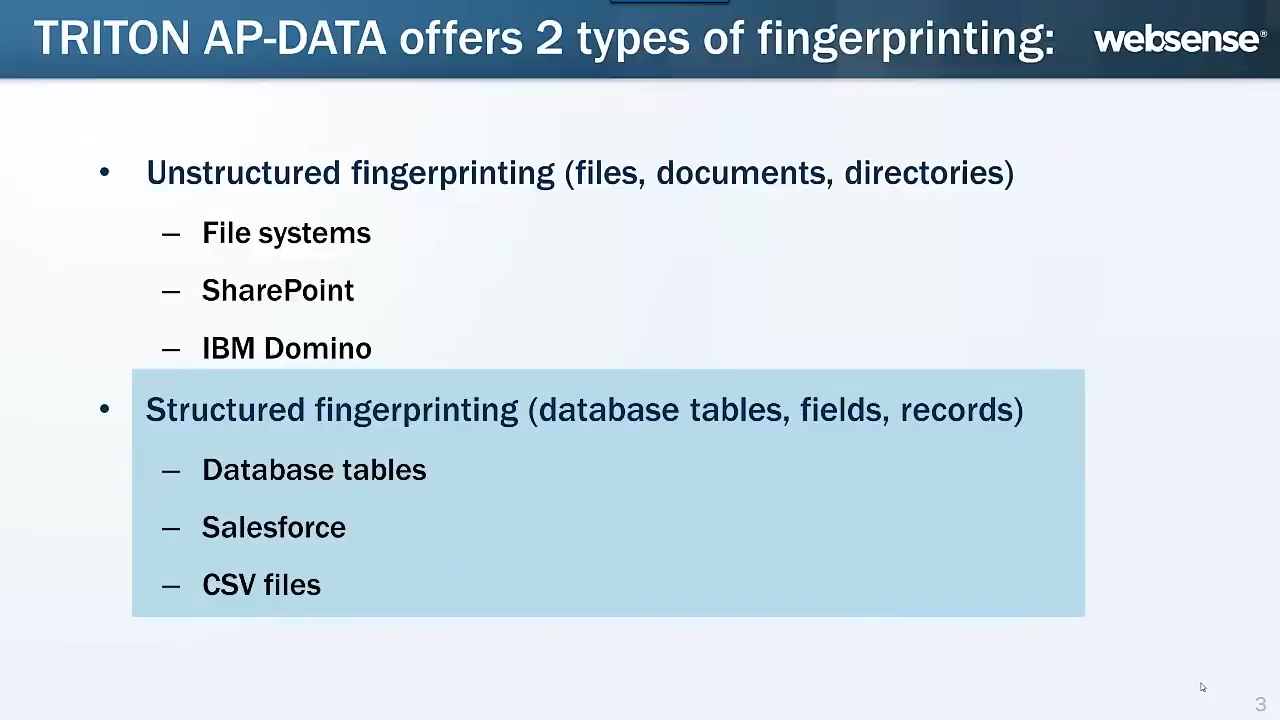 TRITON AP-DATA offers 2 types of fingerprinting:
websense®
• Unstructured fingerprinting (files, documents, directories)
– File systems
– SharePoint
– IBM Domino
• Structured fingerprinting (database tables, fields, records)
– Database tables
– Salesforce
– CSV files
3